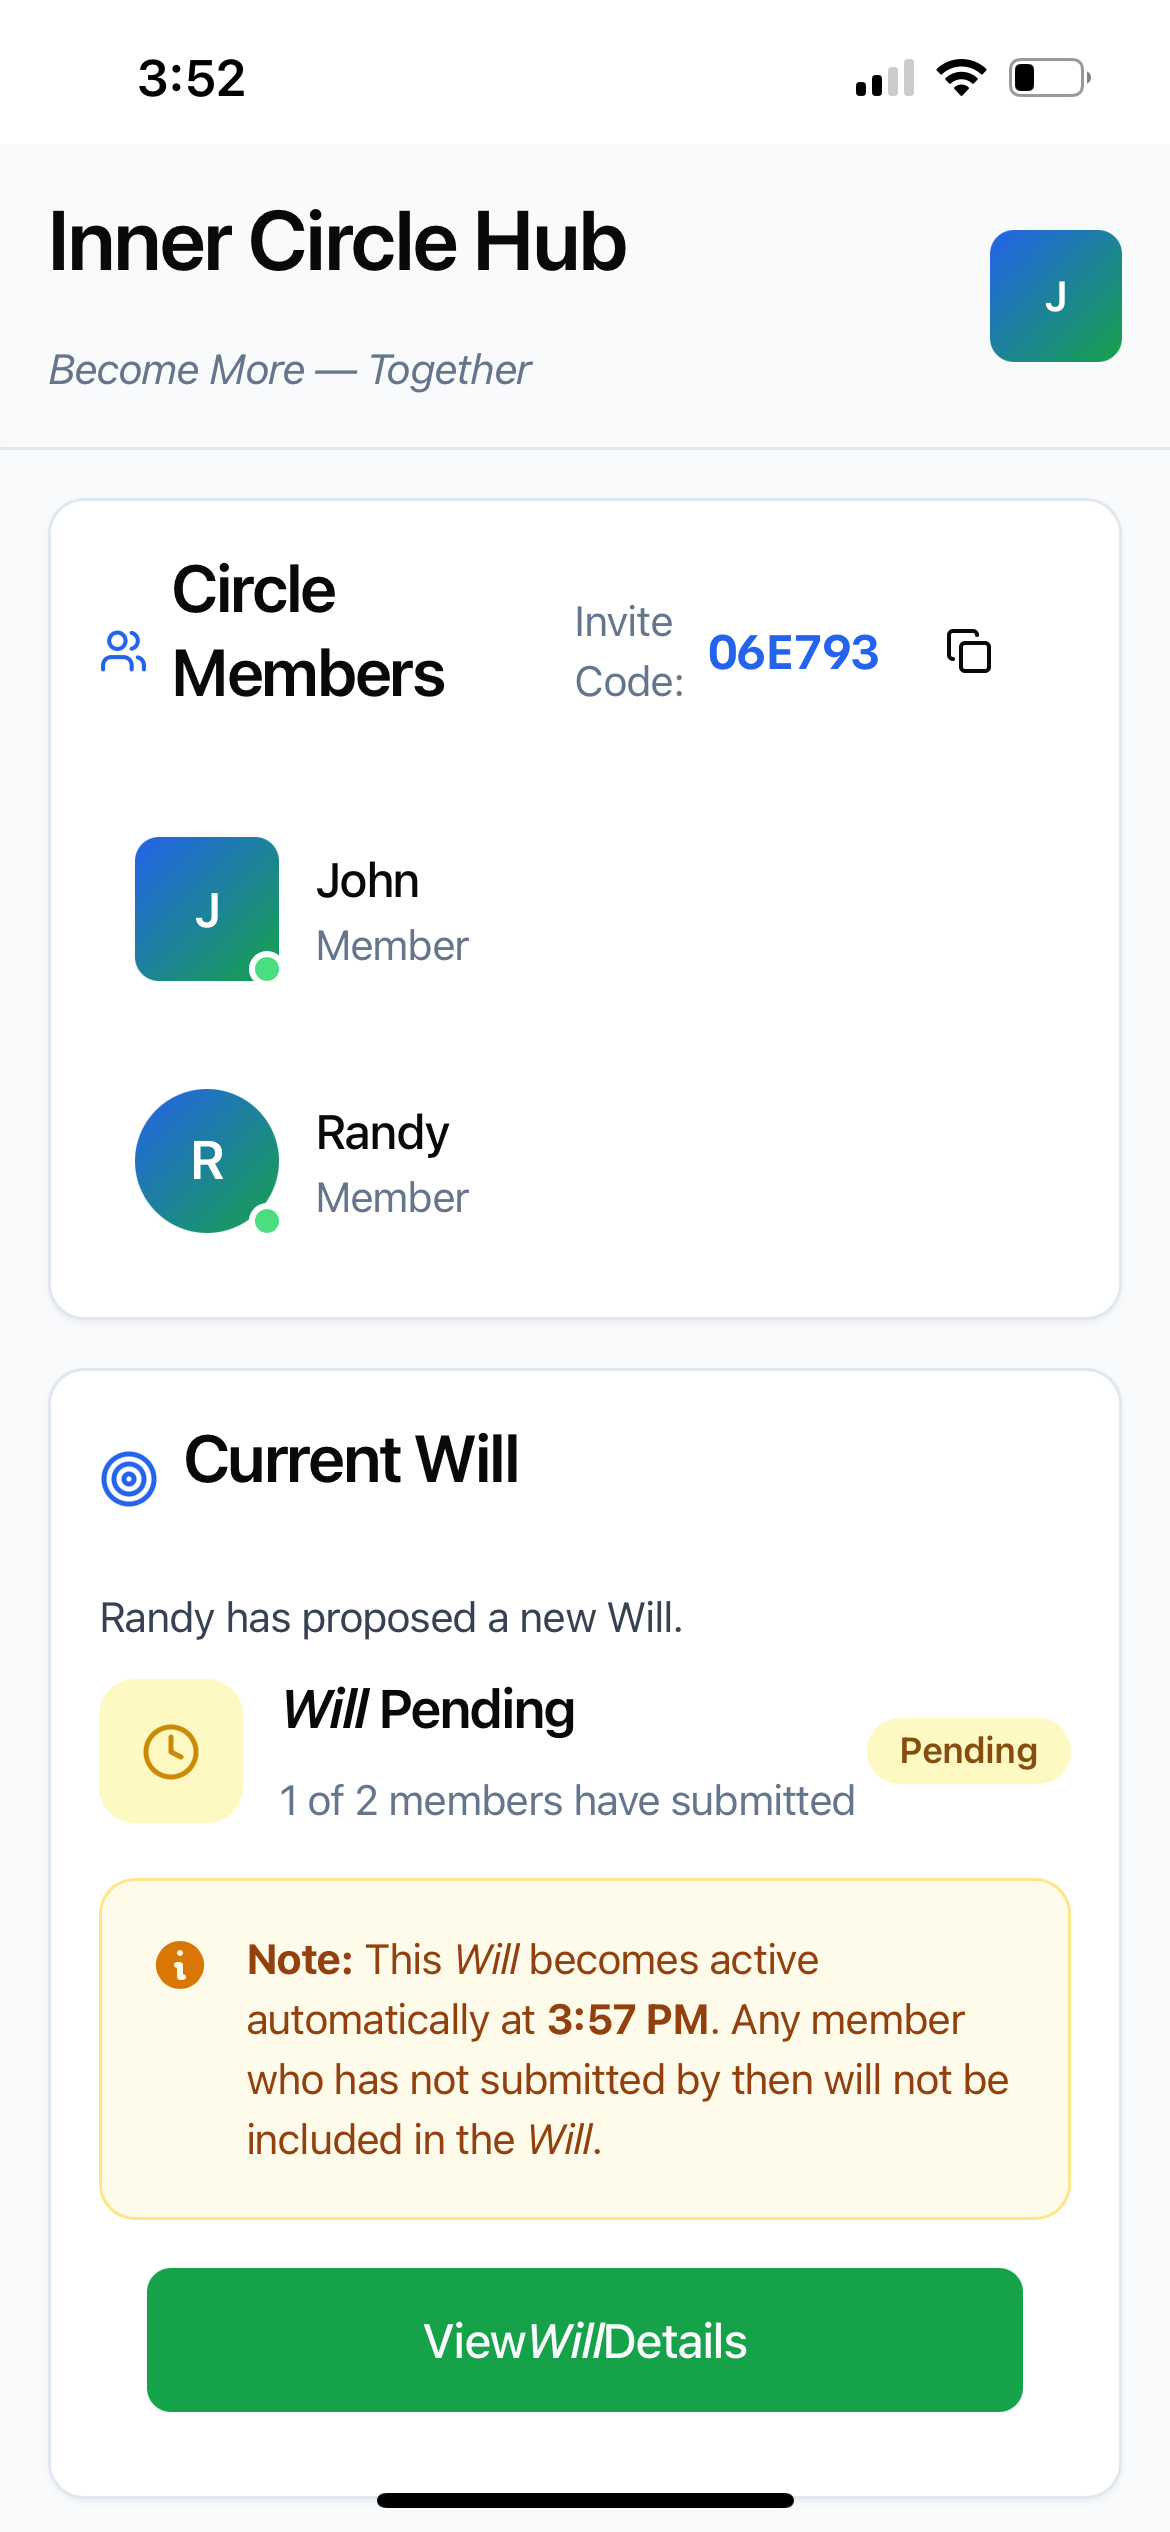 3:52
Inner Circle Hub
J
Become More — Together
Circle
Members
Invite
Code:
06E793
J
John
Member
R
Randy
Member
Current Will
Randy has proposed a new Will.
Will Pending
Pending
1 of 2 members have submitted
Note: This Will becomes active
automatically at 3:57 PM. Any member
who has not submitted by then will not be
included in the Will.
ViewWillDetails